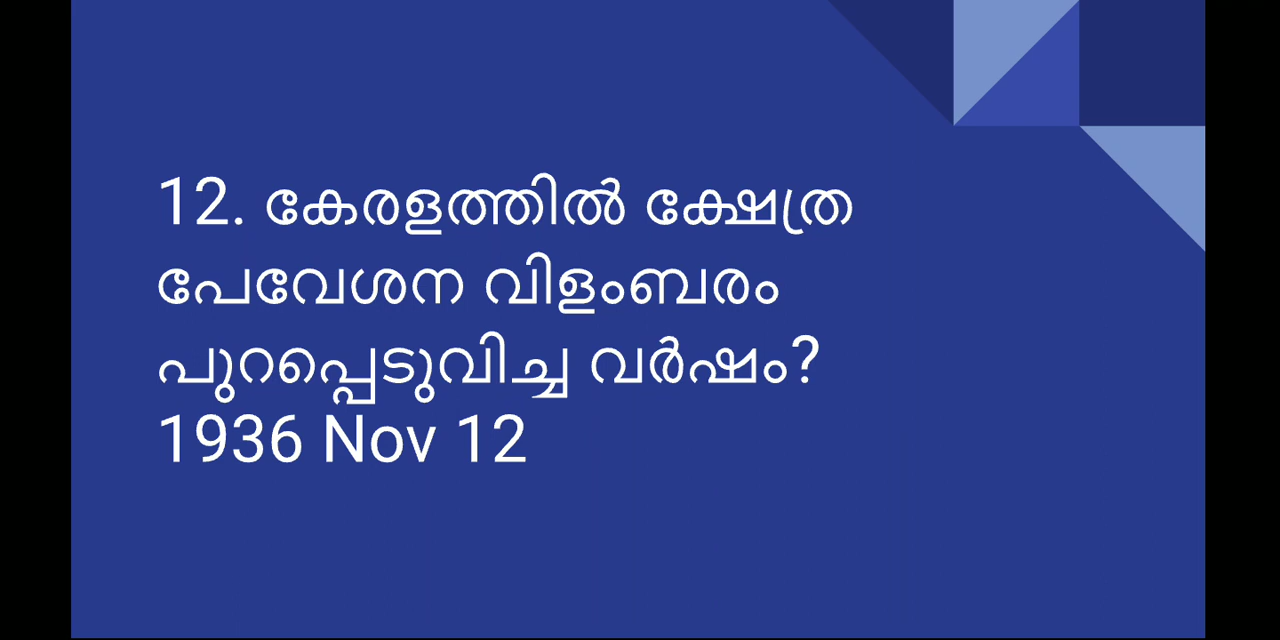 12. കേരളത്തിൽ ക്ഷേത്ര
പേവേശന വിളംബരം
പുറപ്പെടുവിച്ച വർഷം?
1936 Nov 12